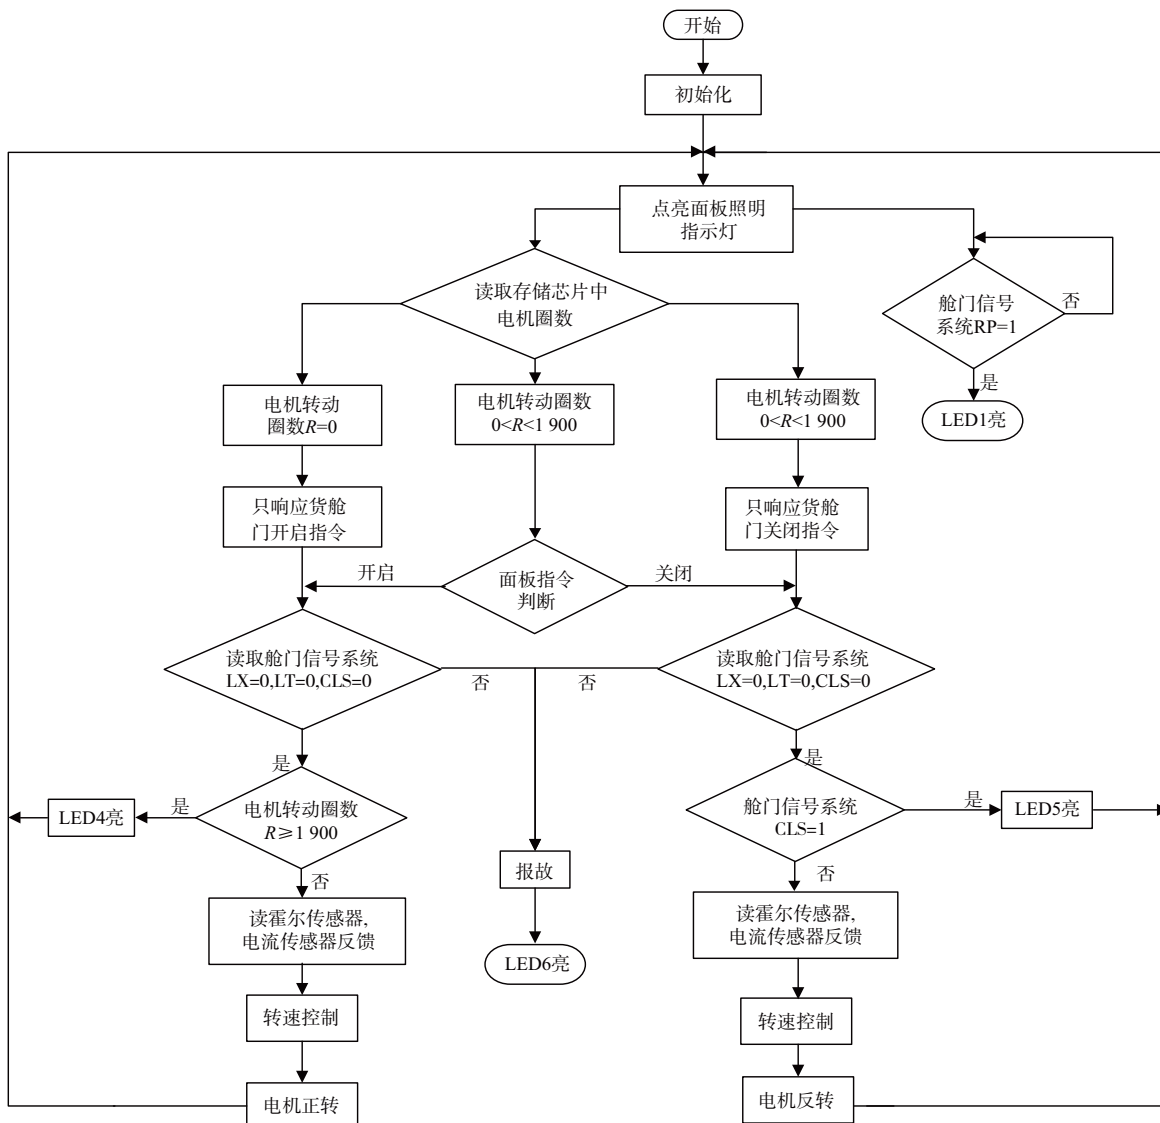 开始
初始化
点亮面板照明
指示灯
读取存储芯片中
电机圈数
舱门信号
系统RP=1
否
是
LED1亮
电机转动
圈数R=0
电机转动圈数
0<R<1 900
电机转动圈数
0<R<1 900
只响应货舱
门开启指令
只响应货舱
门关闭指令
开启
面板指令
判断
关闭
读取舱门信号系统
LX=0,LT=0,CLS=0
否
否
读取舱门信号系统
LX=0,LT=0,CLS=0
是
是
LED4亮
是
电机转动圈数
R≥1 900
舱门信号系统
CLS=1
是
LED5亮
否
报故
否
读霍尔传感器,
电流传感器反馈
LED6亮
读霍尔传感器,
电流传感器反馈
转速控制
转速控制
电机正转
电机反转